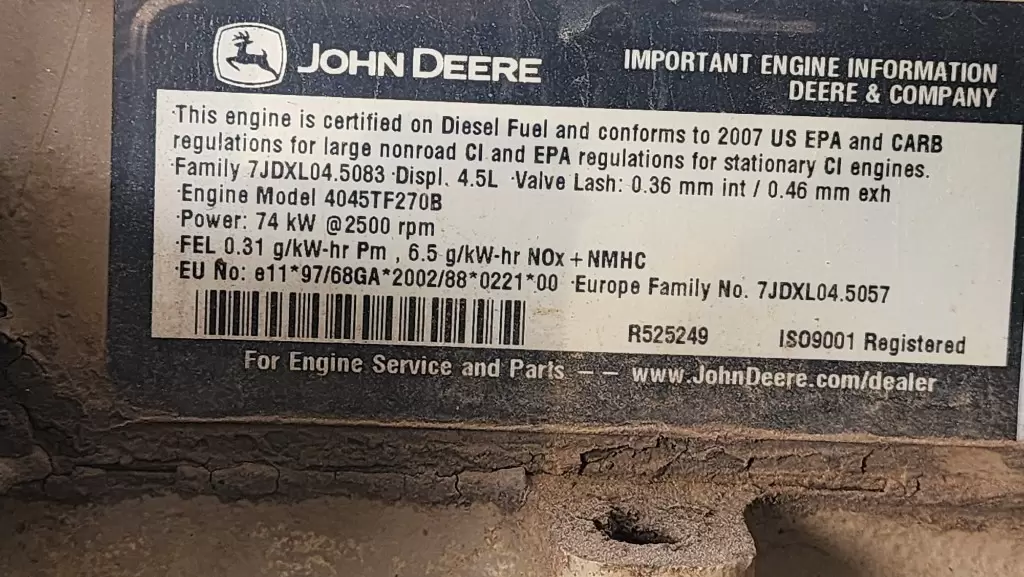 JOHN DEERE
IMPORTANT ENGINE INFORMATION
DEERE & COMPANY
·This engine is certified on Diesel Fuel and conforms to 2007 US EPA and CARB
regulations for large nonroad CI and EPA regulations for stationary CI engines.
·Family 7JDXL04.5083 ·Displ. 4.5L ·Valve Lash: 0.36 mm int / 0.46 mm exh
·Engine Model 4045TF270B
·Power: 74 kW @2500 rpm
·FEL 0.31 g/kW-hr Pm , 6.5 g/kW-hr NOx + NMHC
·EU No: e11*97/68GA*2002/88*0221*00 ·Europe Family No. 7JDXL04.5057
R525249 ISO9001 Registered
For Engine Service and Parts – – www.JohnDeere.com/dealer